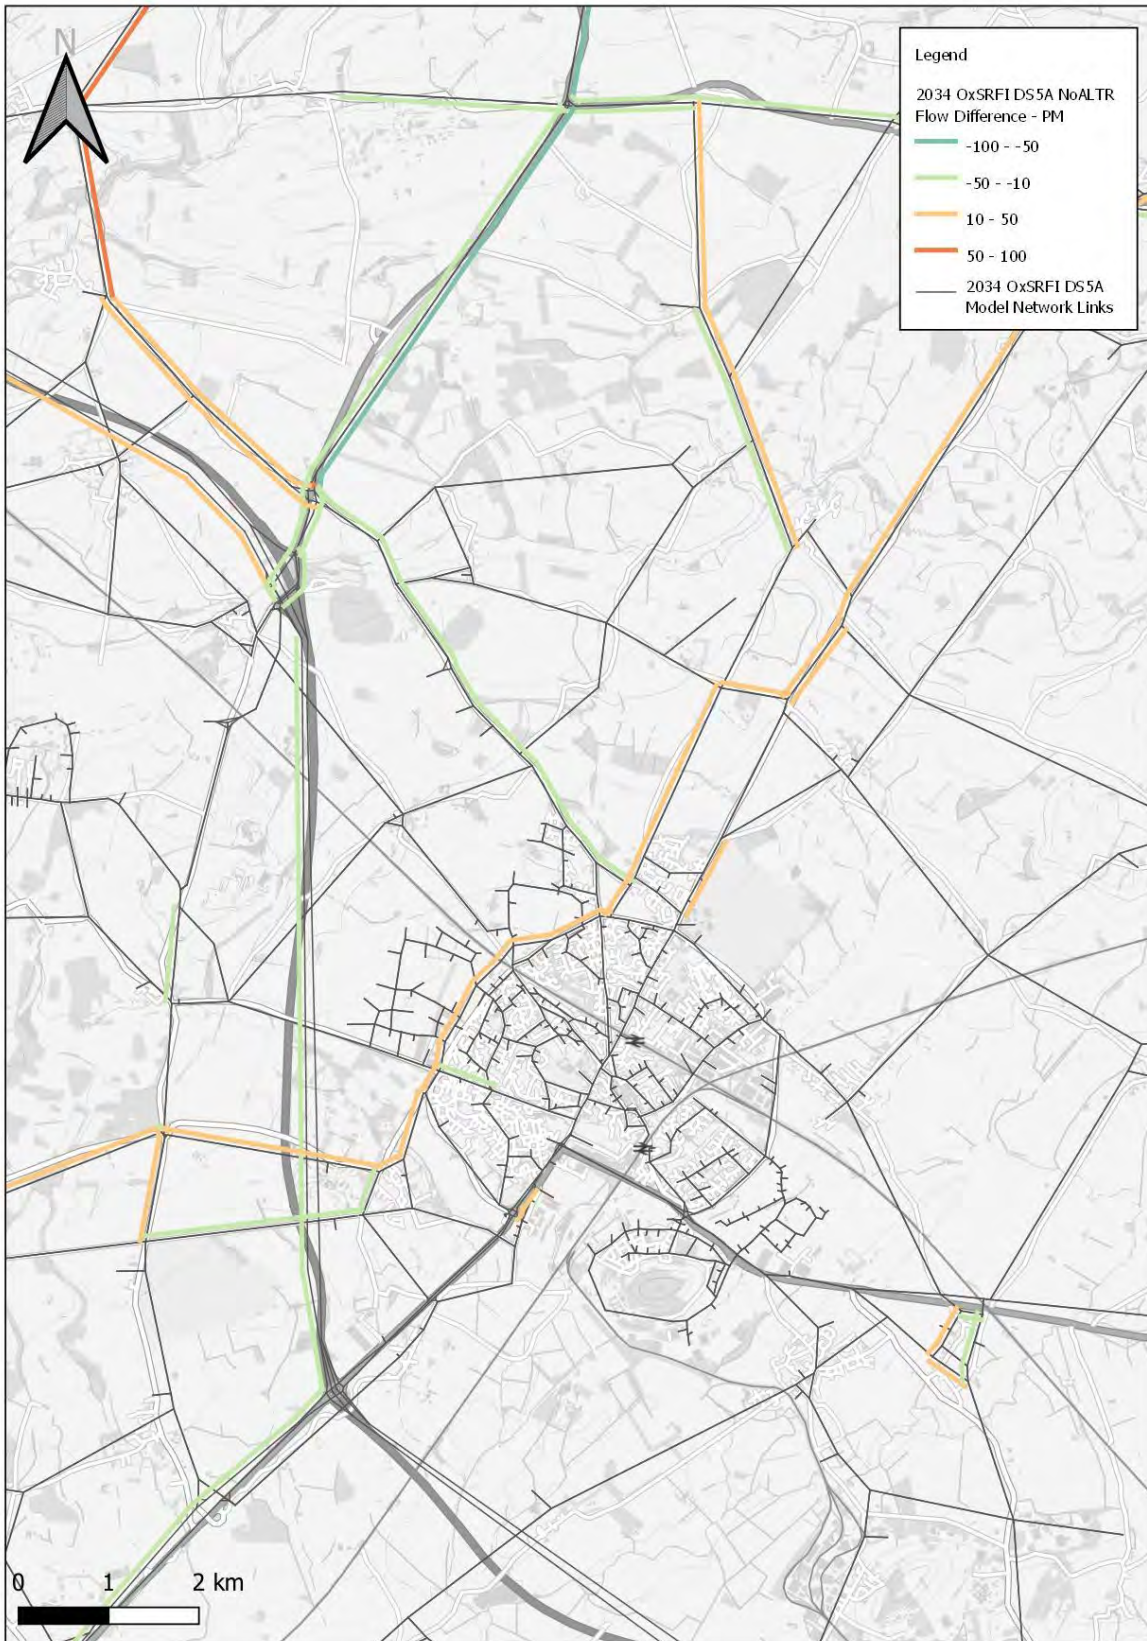 N
Legend
2034 OxSRFI DS5A NoALTR
Flow Difference - PM
-100 - -50
-50 - -10
10 - 50
50 - 100
2034 OxSRFI DS5A
Model Network Links
0 1 2 km